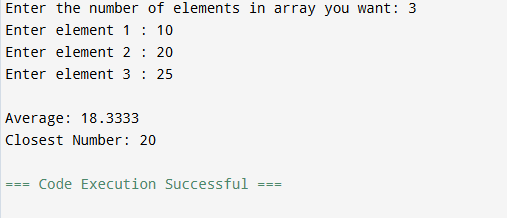 Enter the number of elements in array you want: 3
Enter element 1 : 10
Enter element 2 : 20
Enter element 3 : 25
Average: 18.3333
Closest Number: 20
=== Code Execution Successful ===